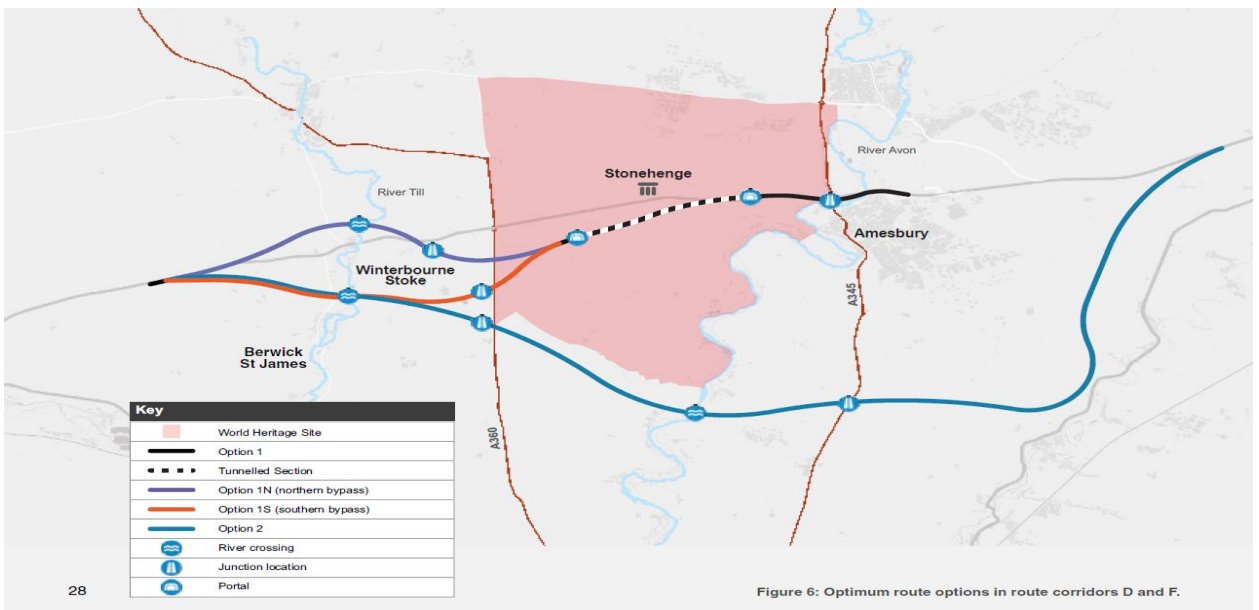 River Till
Stonehenge
River Avon
Amesbury
Winterbourne
Stoke
A345
Berwick
St James
A360
Key
World Heritage Site
Option 1
Tunnelled Section
Option 1N (northern bypass)
Option 1S (southern bypass)
Option 2
River crossing
Junction location
Portal
28
Figure 6: Optimum route options in route corridors D and F.